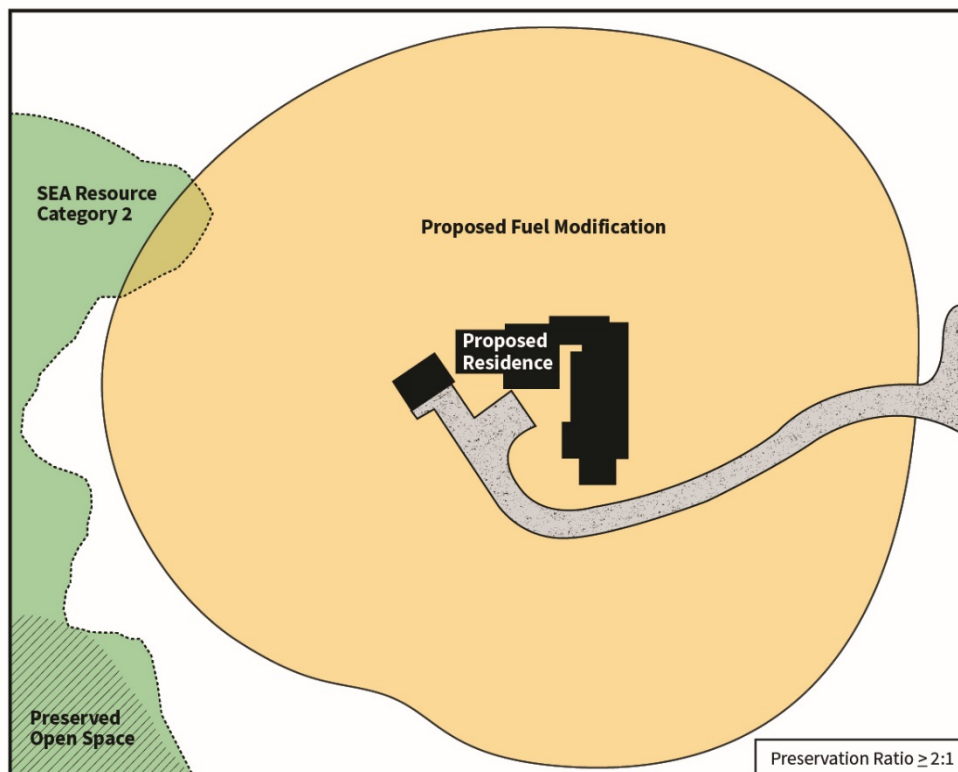 SEA Resource
Category 2
Proposed Fuel Modification
Proposed
Residence
Preserved
Open Space
Preservation Ratio ≥ 2:1